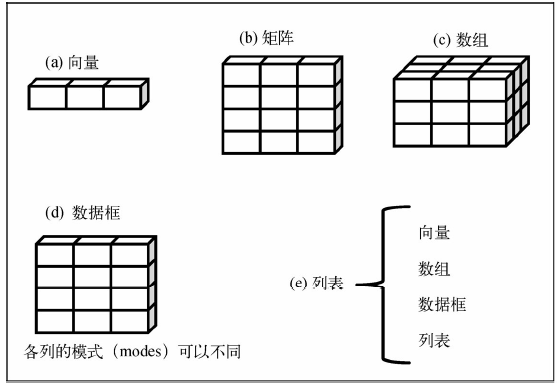 (a) 向量
(b) 矩阵
(c) 数组
(d) 数据框
各列的模式（modes）可以不同
(e) 列表
向量
数组
数据框
列表